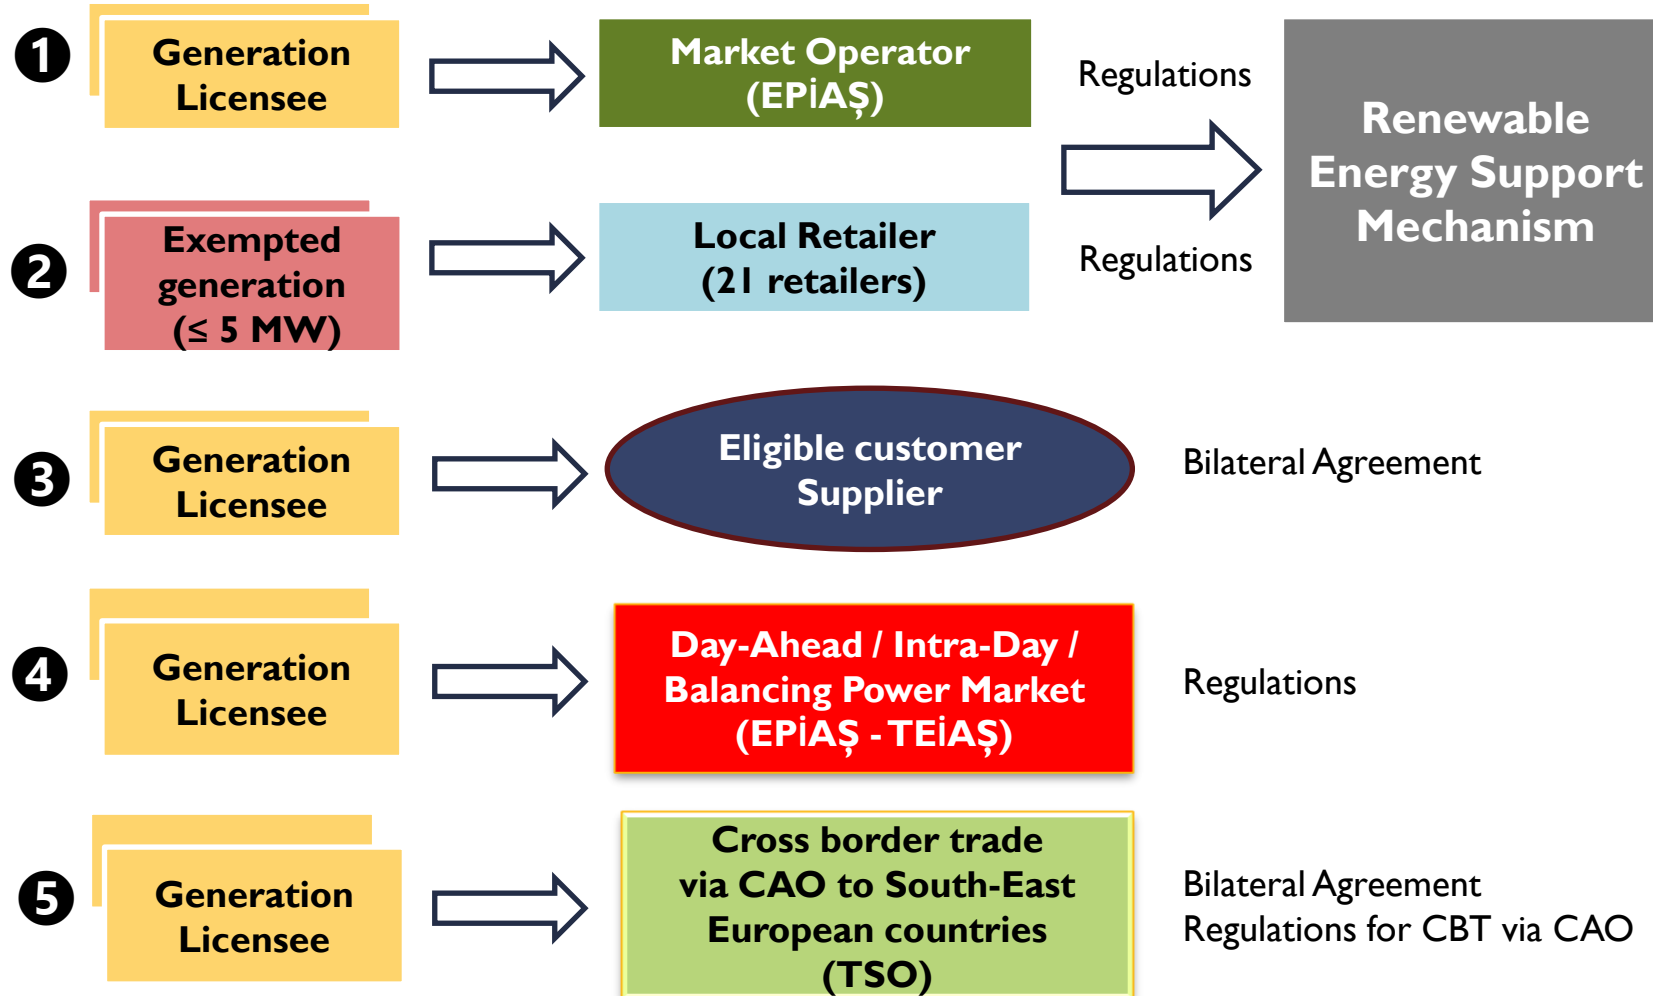 1
Generation
Licensee
Market Operator
(EPİAŞ)
Regulations
Renewable
Energy Support
Mechanism
2
Exempted
generation
(≤ 5 MW)
Local Retailer
(21 retailers)
Regulations
3
Generation
Licensee
Eligible customer
Supplier
Bilateral Agreement
4
Generation
Licensee
Day-Ahead / Intra-Day /
Balancing Power Market
(EPİAŞ - TEİAŞ)
Regulations
5
Generation
Licensee
Cross border trade
via CAO to South-East
European countries
(TSO)
Bilateral Agreement
Regulations for CBT via CAO